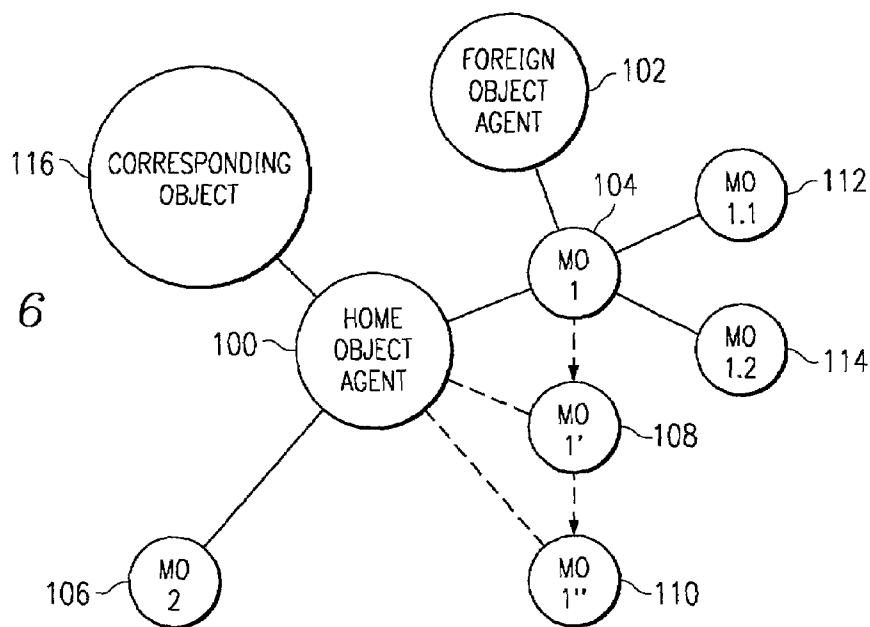 FOREIGN
OBJECT
AGENT
102
116
CORRESPONDING
OBJECT
104
MO
1.1
112
MO
1
6
100
HOME
OBJECT
AGENT
MO
1.2
114
MO
1'
108
106
MO
2
MO
1"
110